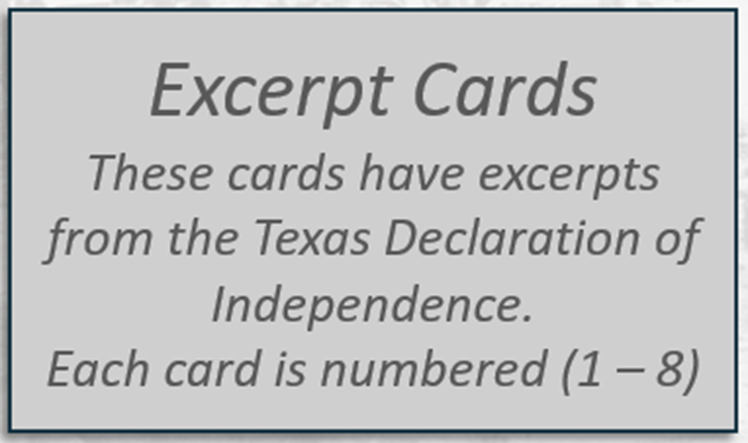 Excerpt Cards
These cards have excerpts
from the Texas Declaration of
Independence.
Each card is numbered (1 – 8)